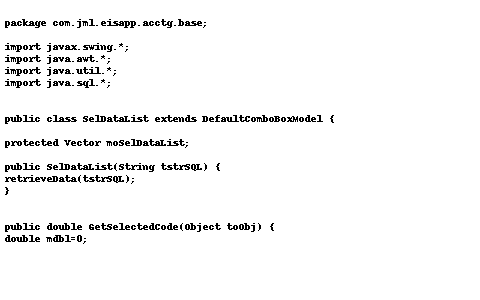 package com.jml.eisapp.acctg.base;
import javax.swing.*;
import java.awt.*;
import java.util.*;
import java.sql.*;
public class SelDataList extends DefaultComboBoxModel {
protected Vector moSelDataList;
public SelDataList(String tstrSQL) {
retrieveData(tstrSQL);
}
public double GetSelectedCode(Object toObj) {
double mdbl=0;